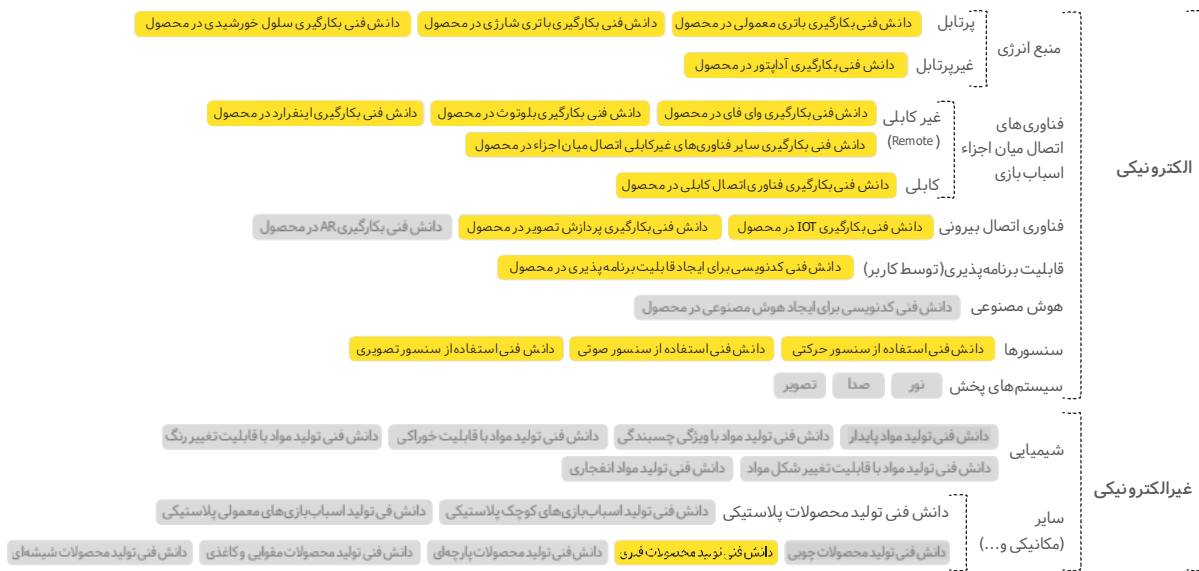 الکترونیکی
منبع انرژی
پرتابل
دانش فنی بکارگیری باتری معمولی در محصول
دانش فنی بکارگیری باتری شارژی در محصول
دانش فنی بکارگیری سلول خورشیدی در محصول
غیرپرتابل
دانش فنی بکارگیری آداپتور در محصول
فناوری‌های
اتصال میان اجزاء
اسباب بازی
غیر کابلی
(Remote)
دانش فنی بکارگیری وای فای در محصول
دانش فنی بکارگیری بلوتوث در محصول
دانش فنی بکارگیری اینفرارد در محصول
دانش فنی بکارگیری سایر فناوری‌های غیرکابلی اتصال میان اجزاء در محصول
کابلی
دانش فنی بکارگیری فناوری اتصال کابلی در محصول
فناوری اتصال بیرونی
دانش فنی بکارگیری IOT در محصول
دانش فنی بکارگیری پردازش تصویر در محصول
دانش فنی بکارگیری AR در محصول
قابلیت برنامه‌پذیری(توسط کاربر)
دانش فنی کدنویسی برای ایجاد قابلیت برنامه‌پذیری در محصول
هوش مصنوعی
دانش فنی کدنویسی برای ایجاد هوش مصنوعی در محصول
سنسورها
دانش فنی استفاده از سنسور حرکتی
دانش فنی استفاده از سنسور صوتی
دانش فنی استفاده از سنسور تصویری
سیستم‌های پخش
نور
صدا
تصویر
غیرالکترونیکی
شیمیایی
دانش فنی تولید مواد پایدار
دانش فنی تولید مواد با ویژگی چسبندگی
دانش فنی تولید مواد با قابلیت خوراکی
دانش فنی تولید مواد با قابلیت تغییر رنگ
دانش فنی تولید مواد با قابلیت تغییر شکل مواد
دانش فنی تولید مواد انفجاری
سایر
(مکانیکی و...)
دانش فنی تولید محصولات پلاستیکی
دانش فنی تولید اسباب‌بازی‌های کوچک پلاستیکی
دانش فی تولید اسباب‌بازی‌های معمولی پلاستیکی
دانش فنی تولید محصولات چوبی
دانش فنی تولید محصولات فنری
دانش فنی تولید محصولات پارچه‌ای
دانش فنی تولید محصولات مقوایی و کاغذی
دانش فنی تولید محصولات شیشه‌ای